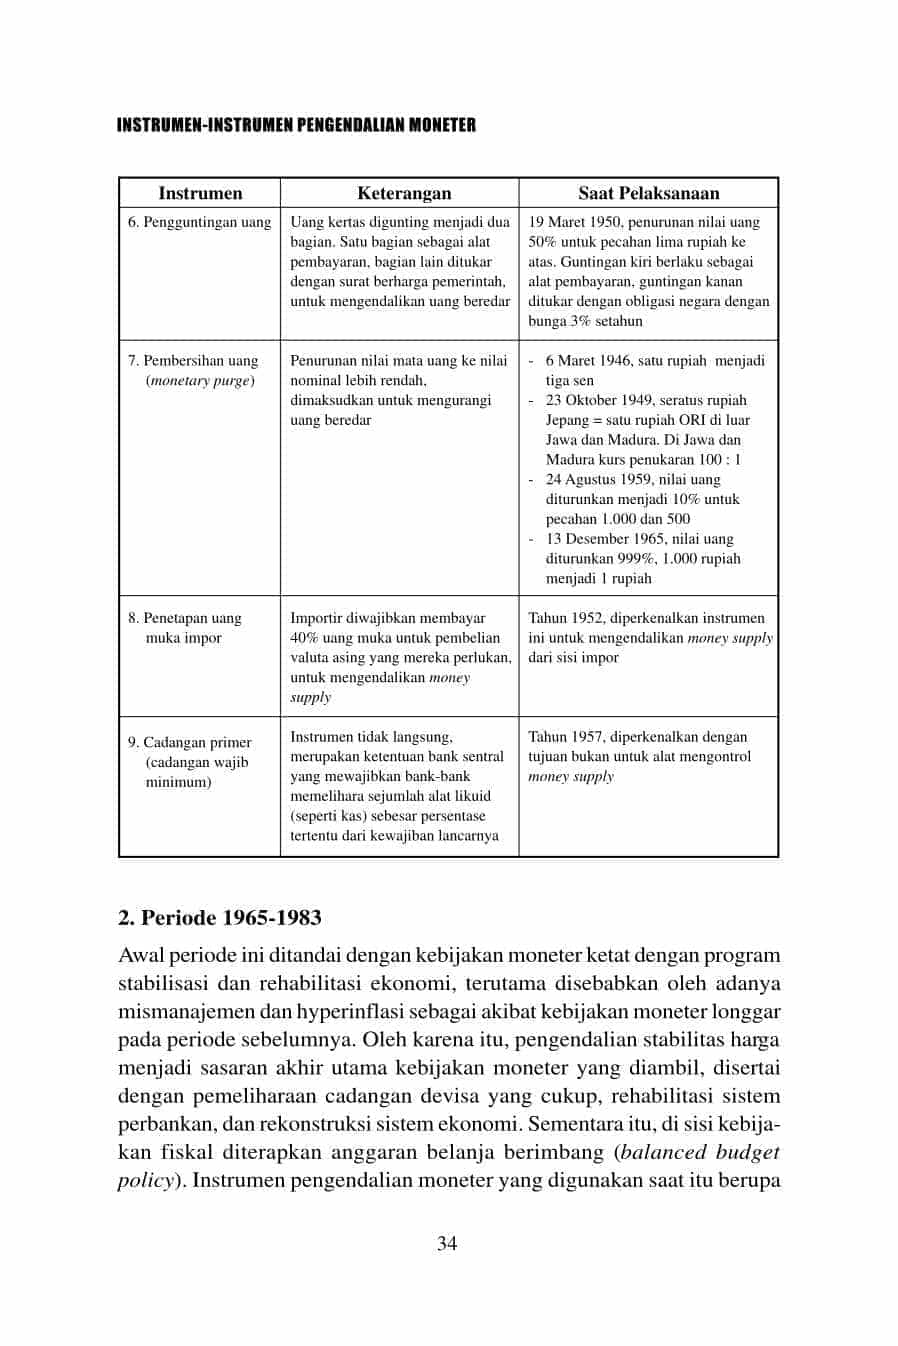 INSTRUMEN-INSTRUMEN PENGENDALIAN MONETER
Instrumen Keterangan Saat Pelaksanaan
6. Pengguntingan uang
Uang kertas digunting menjadi dua
bagian. Satu bagian sebagai alat
pembayaran, bagian lain ditukar
dengan surat berharga pemerintah,
untuk mengendalikan uang beredar
19 Maret 1950, penurunan nilai uang
50% untuk pecahan lima rupiah ke
atas. Guntingan kiri berlaku sebagai
alat pembayaran, guntingan kanan
ditukar dengan obligasi negara dengan
bunga 3% setahun
7. Pembersihan uang
(monetary purge)
Penurunan nilai mata uang ke nilai
nominal lebih rendah,
dimaksudkan untuk mengurangi
uang beredar
- 6 Maret 1946, satu rupiah menjadi
tiga sen
- 23 Oktober 1949, seratus rupiah
Jepang = satu rupiah ORI di luar
Jawa dan Madura. Di Jawa dan
Madura kurs penukaran 100 : 1
- 24 Agustus 1959, nilai uang
diturunkan menjadi 10% untuk
pecahan 1.000 dan 500
- 13 Desember 1965, nilai uang
diturunkan 999%, 1.000 rupiah
menjadi 1 rupiah
8. Penetapan uang
muka impor
Importir diwajibkan membayar
40% uang muka untuk pembelian
valuta asing yang mereka perlukan,
untuk mengendalikan money
supply
Tahun 1952, diperkenalkan instrumen
ini untuk mengendalikan money supply
dari sisi impor
9. Cadangan primer
(cadangan wajib
minimum)
Instrumen tidak langsung,
merupakan ketentuan bank sentral
yang mewajibkan bank-bank
memelihara sejumlah alat likuid
(seperti kas) sebesar persentase
tertentu dari kewajiban lancarnya
Tahun 1957, diperkenalkan dengan
tujuan bukan untuk alat mengontrol
money supply
2. Periode 1965-1983
Awal periode ini ditandai dengan kebijakan moneter ketat dengan program
stabilisasi dan rehabilitasi ekonomi, terutama disebabkan oleh adanya
mismanajemen dan hyperinflasi sebagai akibat kebijakan moneter longgar
pada periode sebelumnya. Oleh karena itu, pengendalian stabilitas harga
menjadi sasaran akhir utama kebijakan moneter yang diambil, disertai
dengan pemeliharaan cadangan devisa yang cukup, rehabilitasi sistem
perbankan, dan rekonstruksi sistem ekonomi. Sementara itu, di sisi kebija-
kan fiskal diterapkan anggaran belanja berimbang (balanced budget
policy). Instrumen pengendalian moneter yang digunakan saat itu berupa
34